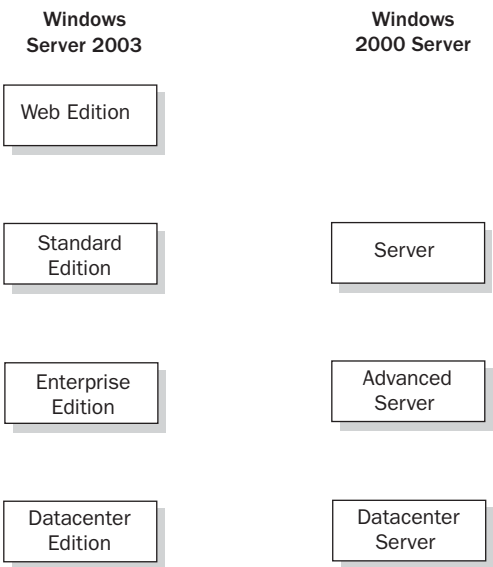 Windows
Server 2003
Windows
2000 Server
Web Edition
Standard
Edition
Server
Enterprise
Edition
Advanced
Server
Datacenter
Edition
Datacenter
Server